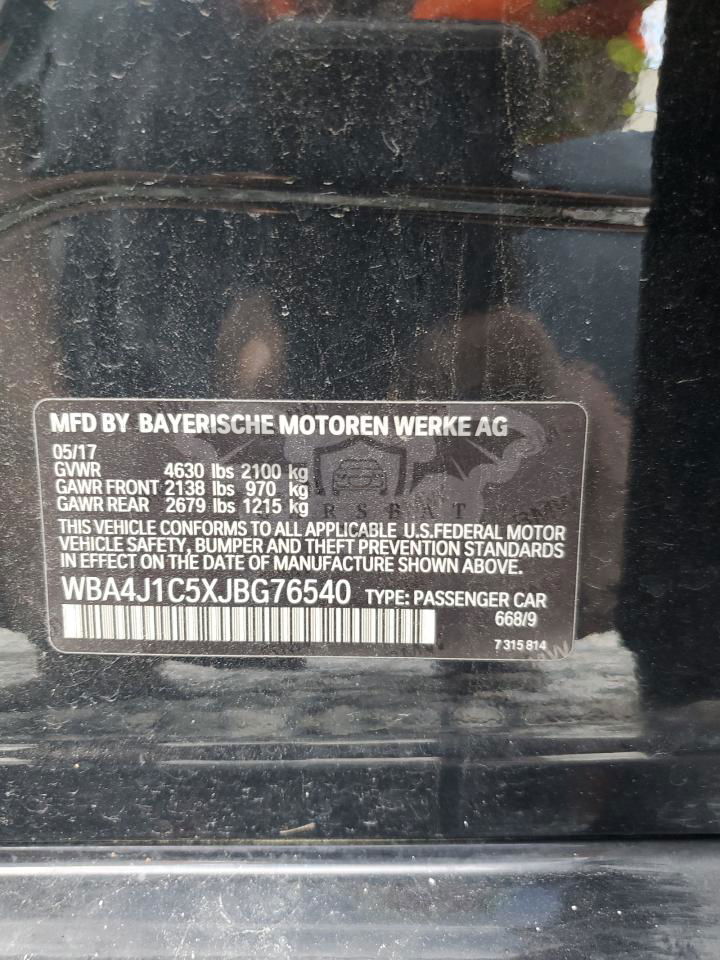 MFD BY BAYERISCHE MOTOREN WERKE AG
05/17
GVWR 4630 lbs 2100 kg
GAWR FRONT 2138 lbs 970 kg
GAWR REAR 2679 lbs 1215 kg
THIS VEHICLE CONFORMS TO ALL APPLICABLE U.S.FEDERAL MOTOR
VEHICLE SAFETY, BUMPER AND THEFT PREVENTION STANDARDS
IN EFFECT ON THE DATE OF MANUFACTURE SHOWN ABOVE.
WBA4J1C5XJBG76540 TYPE: PASSENGER CAR
668/9
7 315 814